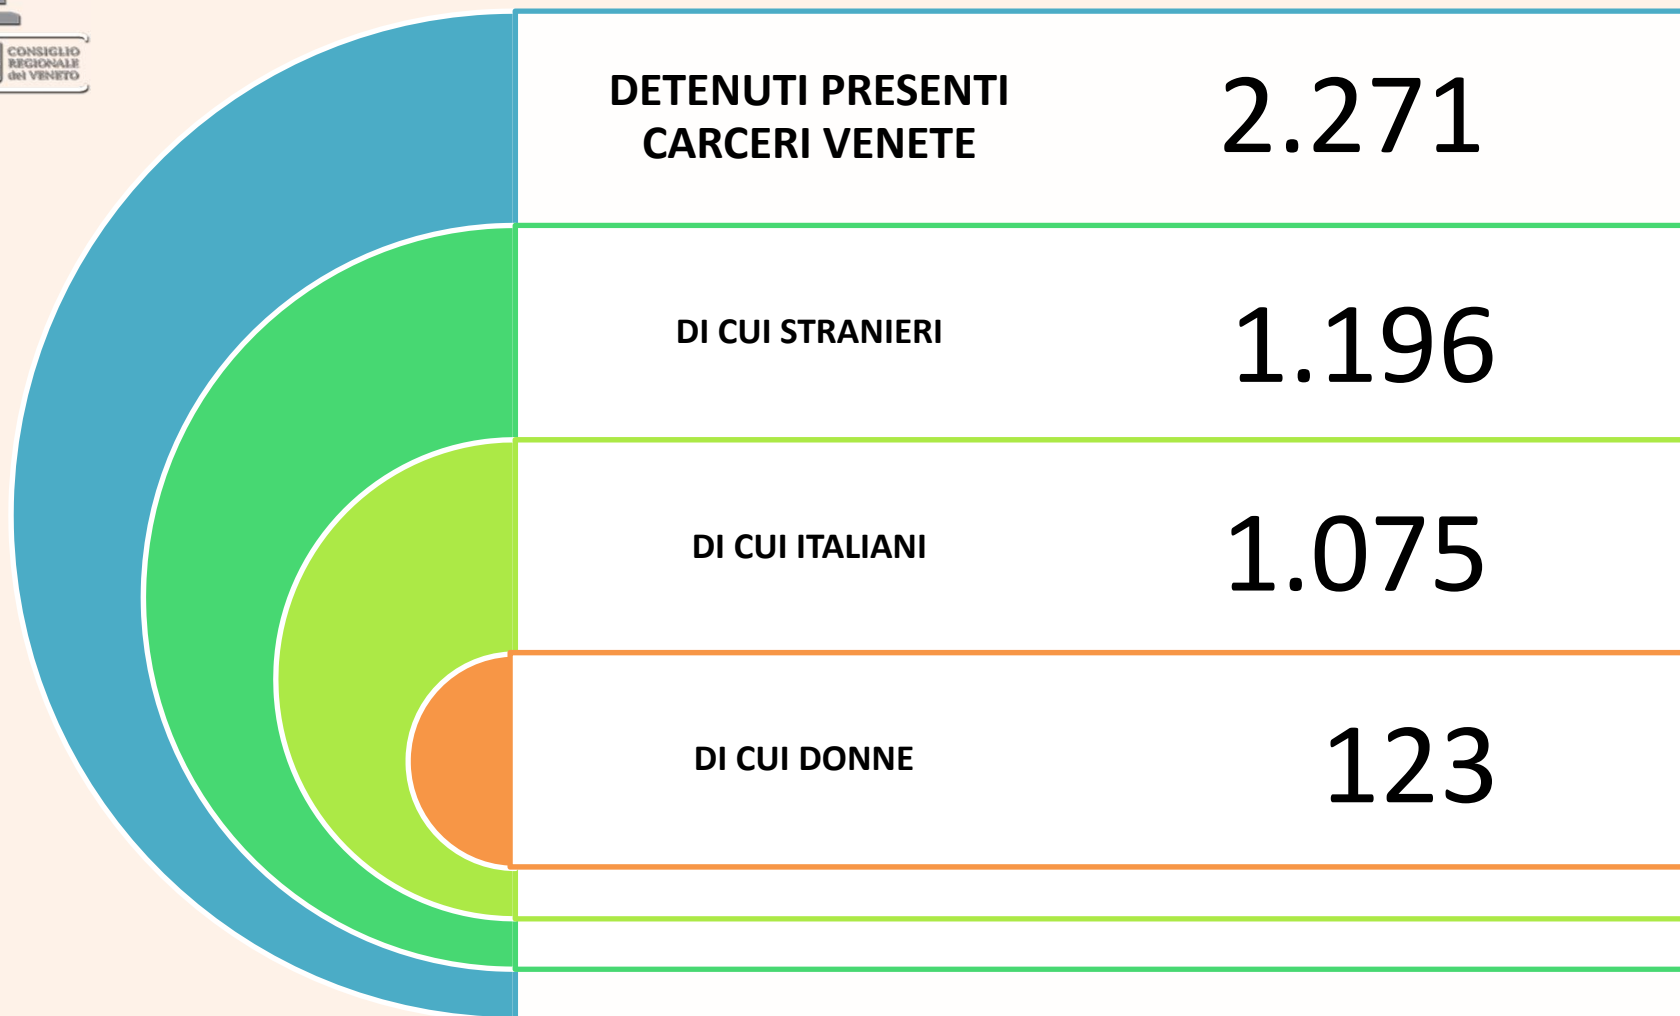 CONSIGLIO
REGIONALE
del VENETO
DETENUTI PRESENTI
CARCERI VENETE
2.271
DI CUI STRANIERI
1.196
DI CUI ITALIANI
1.075
DI CUI DONNE
123